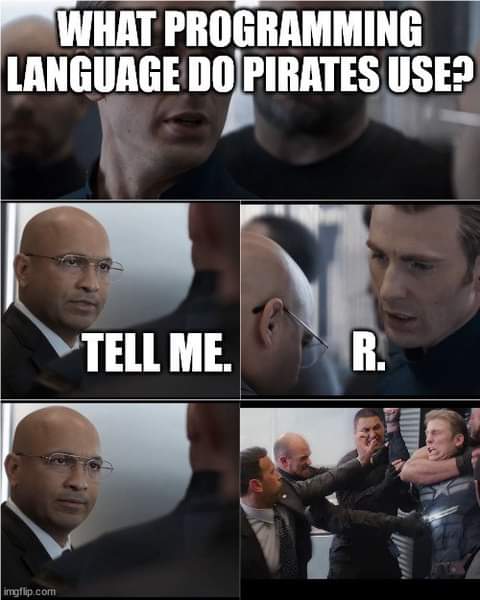 WHAT PROGRAMMING
LANGUAGE DO PIRATES USE?
TELL ME.
R.
imgflip.com